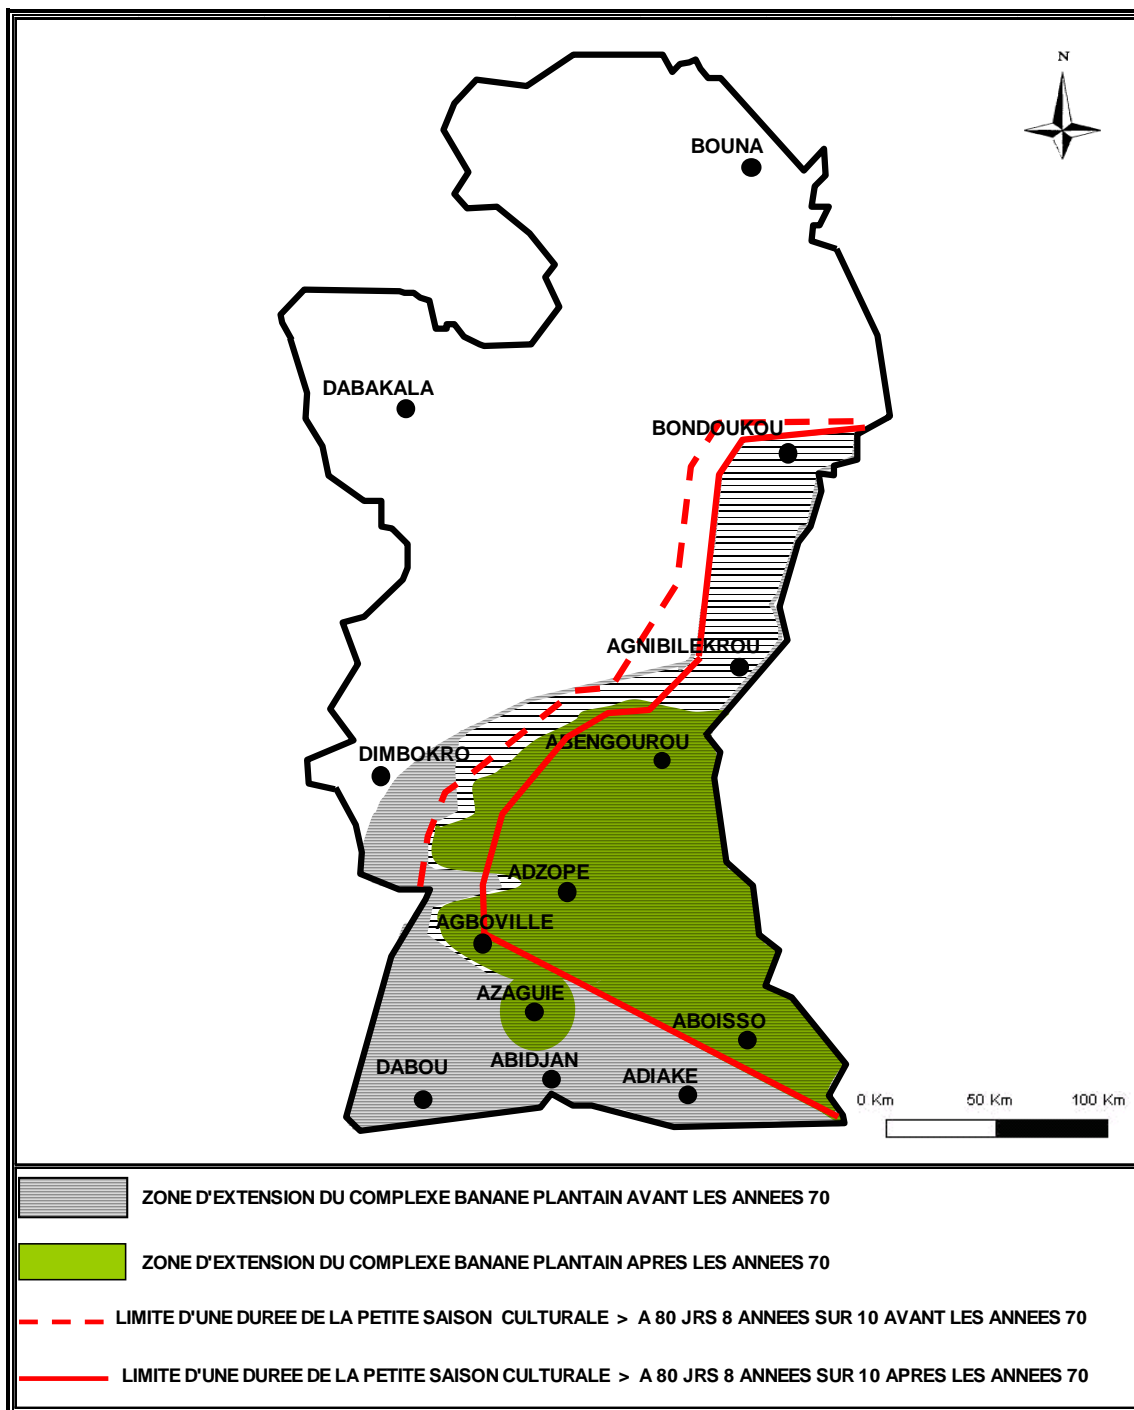 N
BOUNA
DABAKALA
BONDOUKOU
AGNIBILEKROU
ABENGOUROU
DIMBOKRO
ADZOPE
AGBOVILLE
AZAGUIE
ABOISSO
ABIDJAN
DABOU
ADIAKE
0 Km 50 Km 100 Km
ZONE D'EXTENSION DU COMPLEXE BANANE PLANTAIN AVANT LES ANNEES 70
ZONE D'EXTENSION DU COMPLEXE BANANE PLANTAIN APRES LES ANNEES 70
LIMITE D'UNE DUREE DE LA PETITE SAISON CULTURALE > A 80 JRS 8 ANNEES SUR 10 AVANT LES ANNEES 70
LIMITE D'UNE DUREE DE LA PETITE SAISON CULTURALE > A 80 JRS 8 ANNEES SUR 10 APRES LES ANNEES 70